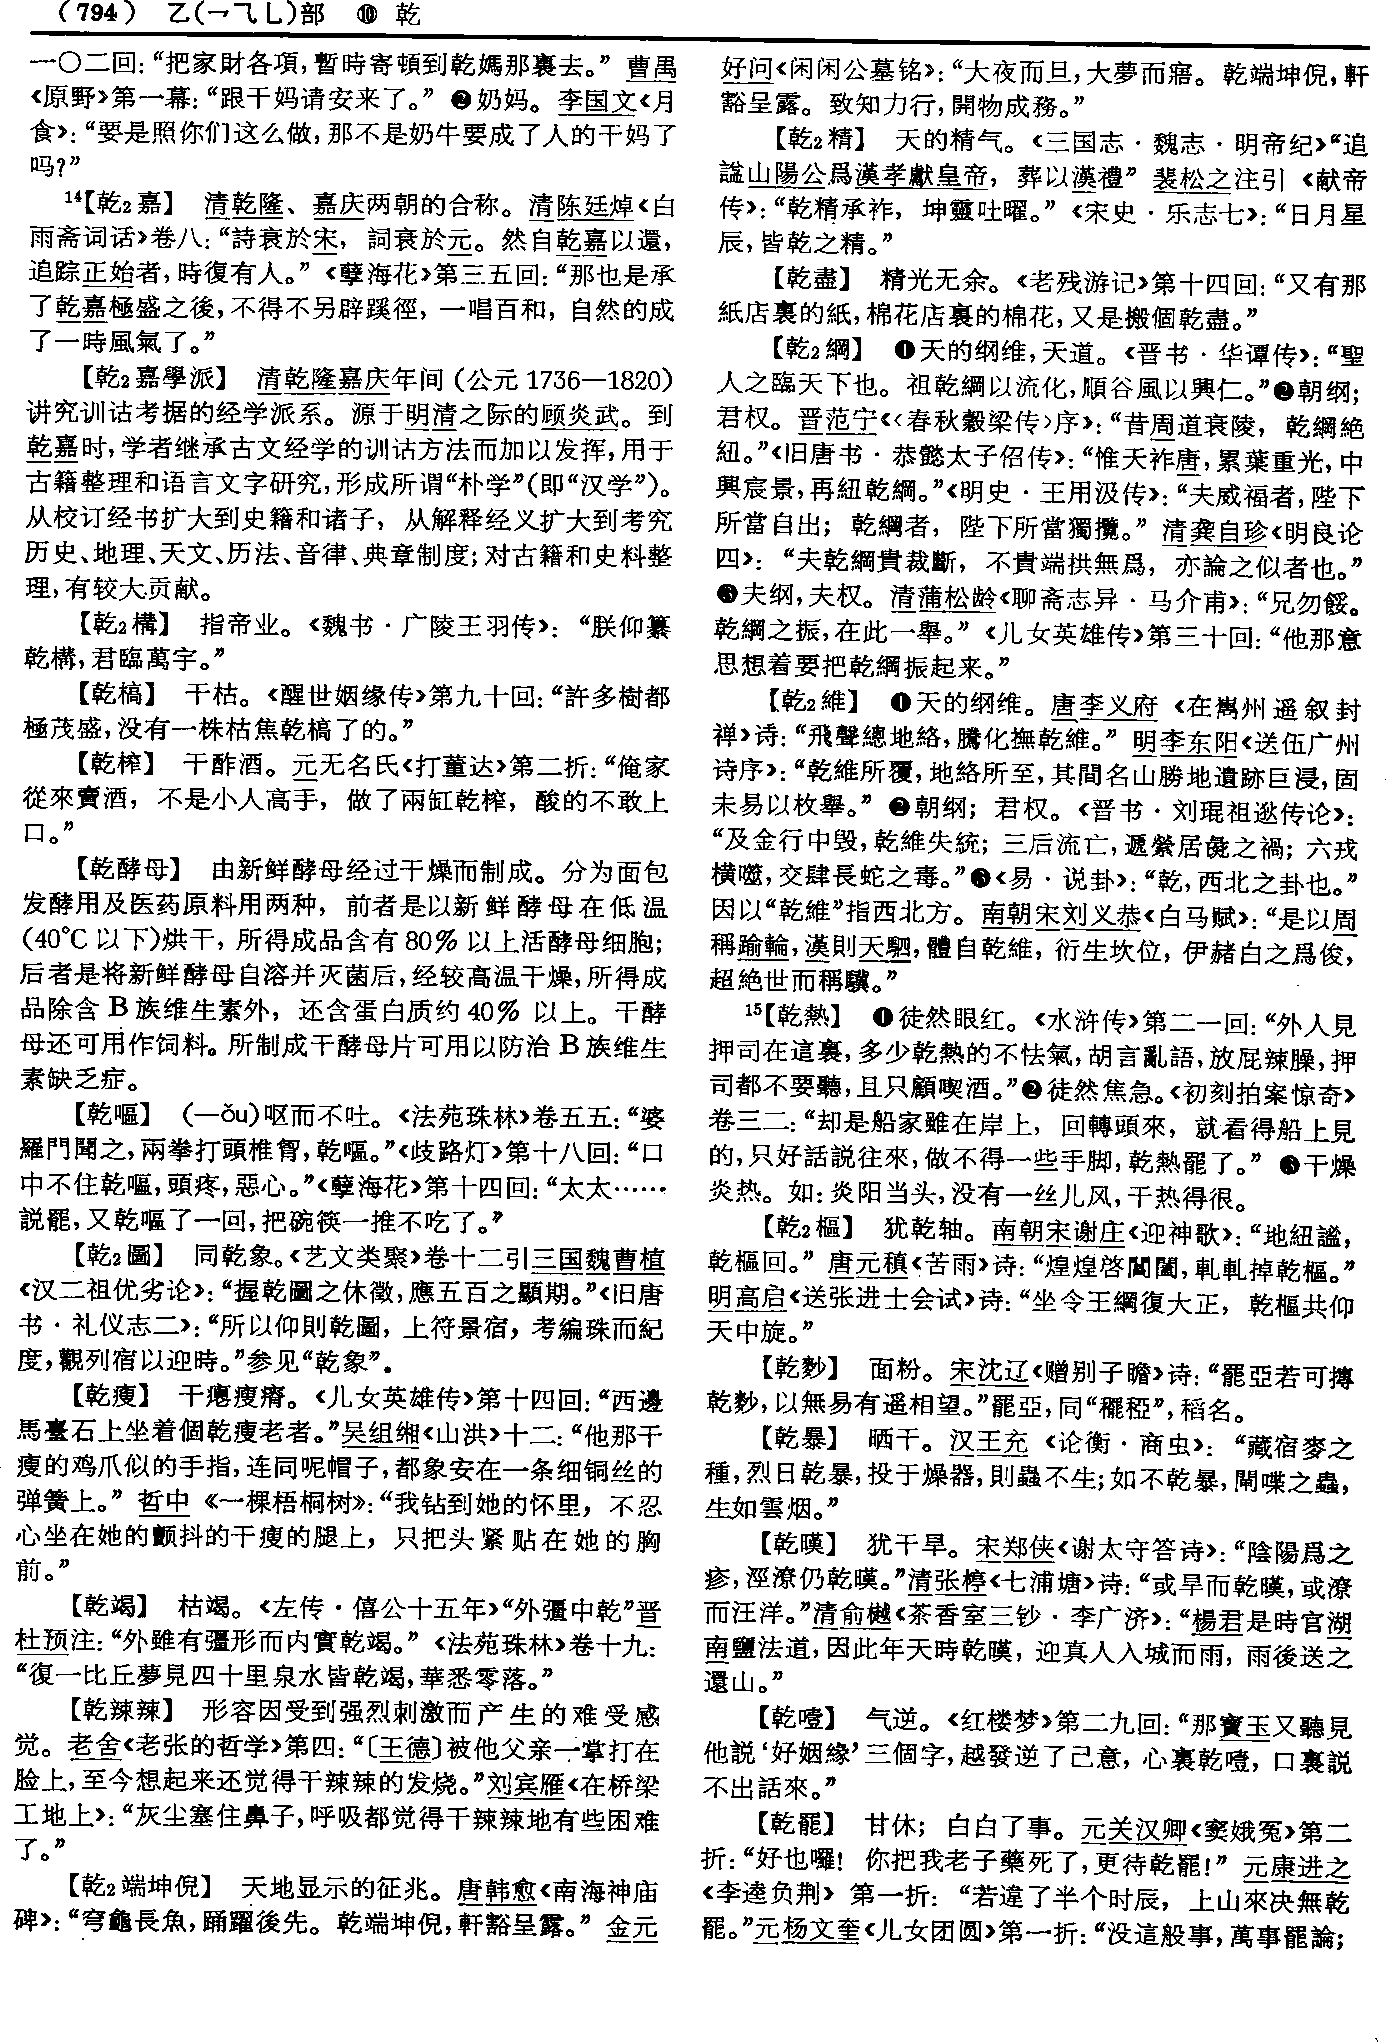 (794) 乙(乛⺄乚)部 ❿ 乾
一〇二回：“把家財各項，暫時寄頓到乾媽那裏去。”曹禺
《原野》第一幕：“跟干妈请安来了。”❷奶妈。李国文《月
食》：“要是照你们这么做，那不是奶牛要成了人的干妈了
吗？”
14【乾2嘉】 清乾隆、嘉庆两朝的合称。清陈廷焯《白
雨斋词话》卷八：“詩衰於宋，詞衰於元。然自乾嘉以還，
追踪正始者，時復有人。”《孽海花》第三五回：“那也是承
了乾嘉極盛之後，不得不另辟蹊徑，一唱百和，自然的成
了一時風氣了。”
【乾2嘉學派】 清乾隆嘉庆年间（公元1736—1820）
讲究训诂考据的经学派系。源于明清之际的顾炎武。到
乾嘉时，学者继承古文经学的训诂方法而加以发挥，用于
古籍整理和语言文字研究，形成所谓“朴学”（即“汉学”）。
从校订经书扩大到史籍和诸子，从解释经义扩大到考究
历史、地理、天文、历法、音律、典章制度；对古籍和史料整
理，有较大贡献。
【乾2構】 指帝业。《魏书·广陵王羽传》：“朕仰纂
乾構，君臨萬宇。”
【乾槁】 干枯。《醒世姻缘传》第九十回：“許多樹都
極茂盛，没有一株枯焦乾槁了的。”
【乾榨】 干酢酒。元无名氏《打董达》第二折：“俺家
從來賣酒，不是小人高手，做了兩缸乾榨，酸的不敢上
口。”
【乾酵母】 由新鲜酵母经过干燥而制成。分为面包
发酵用及医药原料用两种，前者是以新鲜酵母在低温
(40℃以下)烘干，所得成品含有80%以上活酵母细胞；
后者是将新鲜酵母自溶并灭菌后，经较高温干燥，所得成
品除含B族维生素外，还含蛋白质约40%以上。干酵
母还可用作饲料。所制成干酵母片可用以防治B族维生
素缺乏症。
【乾嘔】 （—ǒu）呕而不吐。《法苑珠林》卷五五：“婆
羅門聞之，兩拳打頭椎胷，乾嘔。”《歧路灯》第十八回：“口
中不住乾嘔，頭疼，惡心。”《孽海花》第十四回：“太太……
説罷，又乾嘔了一回，把碗筷一推不吃了。”
【乾2圖】 同乾象。《艺文类聚》卷十二引三国魏曹植
《汉二祖优劣论》：“握乾圖之休徵，應五百之顯期。”《旧唐
书·礼仪志二》：“所以仰則乾圖，上符景宿，考編珠而紀
度，觀列宿以迎時。”参见“乾象”。
【乾瘦】 干瘪瘦瘠。《儿女英雄传》第十四回：“西邊
馬臺石上坐着個乾瘦老者。”吴组缃《山洪》十二：“他那干
瘦的鸡爪似的手指，连同呢帽子，都象安在一条细铜丝的
弹簧上。”哲中《一棵梧桐树》：“我钻到她的怀里，不忍
心坐在她的颤抖的干瘦的腿上，只把头紧贴在她的胸
前。”
【乾竭】 枯竭。《左传·僖公十五年》“外彊中乾”晋
杜预注：“外雖有彊形而内實乾竭。”《法苑珠林》卷十九：
“復一比丘夢見四十里泉水皆乾竭，華悉零落。”
【乾辣辣】 形容因受到强烈刺激而产生的难受感
觉。老舍《老张的哲学》第四：“〔王德〕被他父亲一掌打在
脸上，至今想起来还觉得干辣辣的发烧。”刘宾雁《在桥梁
工地上》：“灰尘塞住鼻子，呼吸都觉得干辣辣地有些困难
了。”
【乾2端坤倪】 天地显示的征兆。唐韩愈《南海神庙
碑》：“穹龜長魚，踊躍後先。乾端坤倪，軒豁呈露。”金元
好问《闲闲公墓铭》：“大夜而旦，大夢而寤。乾端坤倪，軒
豁呈露。致知力行，開物成務。”
【乾2精】 天的精气。《三国志·魏志·明帝纪》“追
謚山陽公爲漢孝獻皇帝，葬以漢禮”裴松之注引《献帝
传》：“乾精承祚，坤靈吐曜。”《宋史·乐志七》：“日月星
辰，皆乾之精。”
【乾盡】 精光无余。《老残游记》第十四回：“又有那
紙店裏的紙，棉花店裏的棉花，又是搬個乾盡。”
【乾2綱】 ❶天的纲维，天道。《晋书·华谭传》：“聖
人之臨天下也。祖乾綱以流化，順谷風以興仁。”❷朝纲；
君权。晋范宁《〈春秋穀梁传〉序》：“昔周道衰陵，乾綱絶
紐。”《旧唐书·恭懿太子佋传》：“惟天祚唐，累葉重光，中
興宸景，再紐乾綱。”《明史·王用汲传》：“夫威福者，陛下
所當自出；乾綱者，陛下所當獨攬。”清龚自珍《明良论
四》：“夫乾綱貴裁斷，不貴端拱無爲，亦論之似者也。”
❸夫纲，夫权。清蒲松龄《聊斋志异·马介甫》：“兄勿餒。
乾綱之振，在此一舉。”《儿女英雄传》第三十回：“他那意
思想着要把乾綱振起来。”
【乾2維】 ❶天的纲维。唐李义府《在嶲州遥叙封
禅》诗：“飛聲總地絡，騰化撫乾維。”明李东阳《送伍广州
诗序》：“乾維所覆，地絡所至，其間名山勝地遺跡巨浸，固
未易以枚舉。”❷朝纲；君权。《晋书·刘琨祖逖传论》：
“及金行中毁，乾維失統；三后流亡，遞縈居彘之禍；六戎
横噬，交肆長蛇之毒。”❸《易·说卦》：“乾，西北之卦也。”
因以“乾維”指西北方。南朝宋刘义恭《白马赋》：“是以周
稱踰輪，漢則天駟，體自乾維，衍生坎位，伊赭白之爲俊，
超絶世而稱驥。”
15【乾熱】 ❶徒然眼红。《水浒传》第二一回：“外人見
押司在這裏，多少乾熱的不怯氣，胡言亂語，放屁辣臊，押
司都不要聽，且只顧喫酒。”❷徒然焦急。《初刻拍案惊奇》
卷三二：“却是船家雖在岸上，回轉頭來，就看得船上見
的，只好話説往來，做不得一些手脚，乾熱罷了。”❸干燥
炎热。如：炎阳当头，没有一丝儿风，干热得很。
【乾2樞】 犹乾轴。南朝宋谢庄《迎神歌》：“地紐謐，
乾樞回。”唐元稹《苦雨》诗：“煌煌啓閶闔，軋軋掉乾樞。”
明高启《送张进士会试》诗：“坐令王綱復大正，乾樞共仰
天中旋。”
【乾麨】 面粉。宋沈辽《赠别子瞻》诗：“罷亞若可摶
乾麨，以無易有遥相望。”罷亞，同“䆉稏”，稻名。
【乾暴】 晒干。汉王充《论衡·商虫》：“藏宿麥之
種，烈日乾暴，投于燥器，則蟲不生；如不乾暴，閘喋之蟲，
生如雲烟。”
【乾暵】 犹干旱。宋郑侠《谢太守答诗》：“陰陽爲之
疹，涇潦仍乾暵。”清张梈《七浦塘》诗：“或旱而乾暵，或潦
而汪洋。”清俞樾《茶香室三钞·李广济》：“楊君是時官湖
南鹽法道，因此年天時乾暵，迎真人入城而雨，雨後送之
還山。”
【乾噎】 气逆。《红楼梦》第二九回：“那寶玉又聽見
他説‘好姻緣’三個字，越發逆了己意，心裏乾噎，口裏説
不出話來。”
【乾罷】 甘休；白白了事。元关汉卿《窦娥冤》第二
折：“好也囉！你把我老子藥死了，更待乾罷！”元康进之
《李逵负荆》第一折：“若違了半个时辰，上山來决無乾
罷。”元杨文奎《儿女团圆》第一折：“没這般事，萬事罷論；